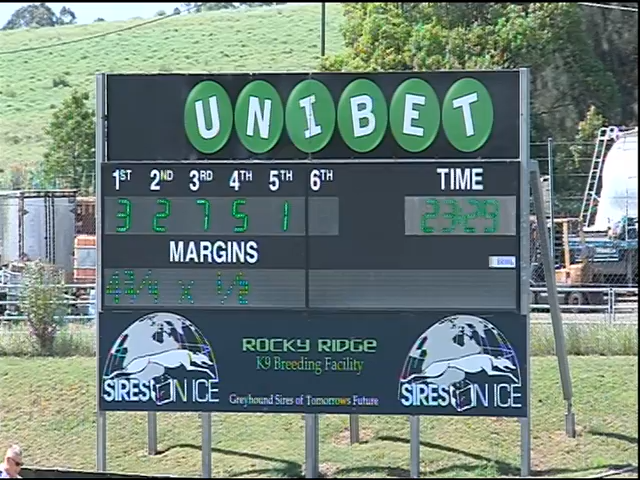 UNIBET
1ST 2ND 3RD 4TH 5TH 6TH TIME
3 2 7 5 1 23:29
MARGINS
4 3/4 x 1/2
ROCKY RIDGE
K9 Breeding Facility
SIRES ON ICE
SIRES ON ICE
Greyhound Sires of Tomorrows Future